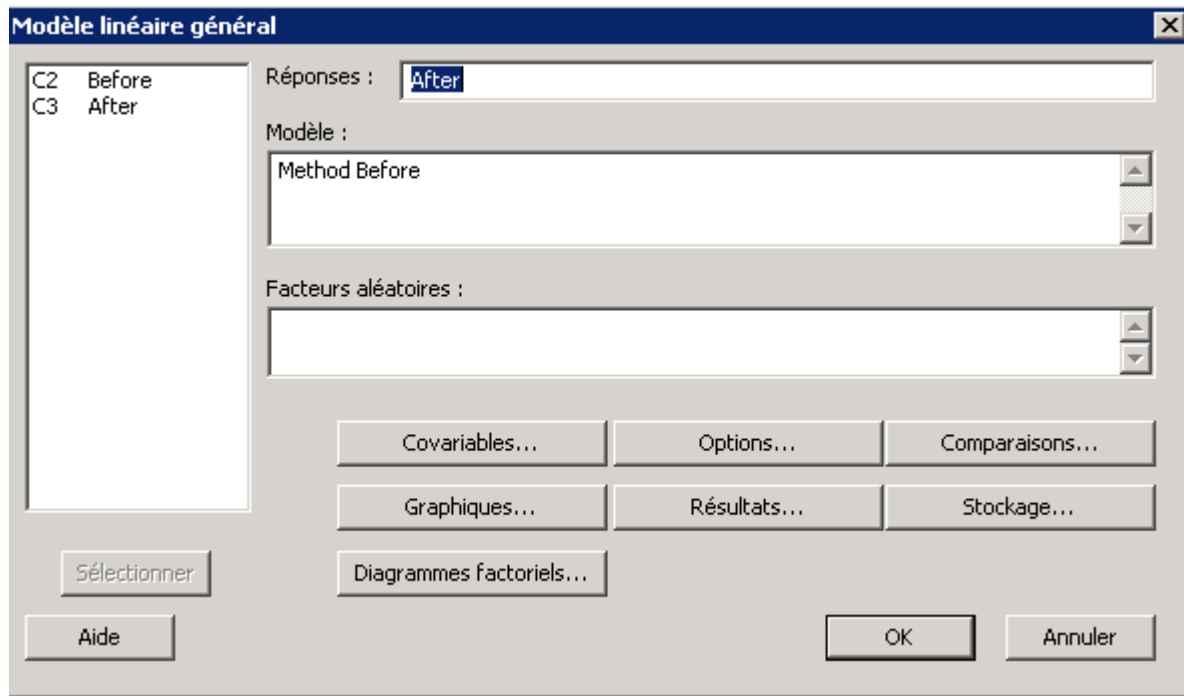 Modèle linéaire général
C2 Before
C3 After
Réponses : After
Modèle :
Method Before
Facteurs aléatoires :
Covariables... Options... Comparaisons...
Graphiques... Résultats... Stockage...
Sélectionner Diagrammes factoriels...
Aide OK Annuler